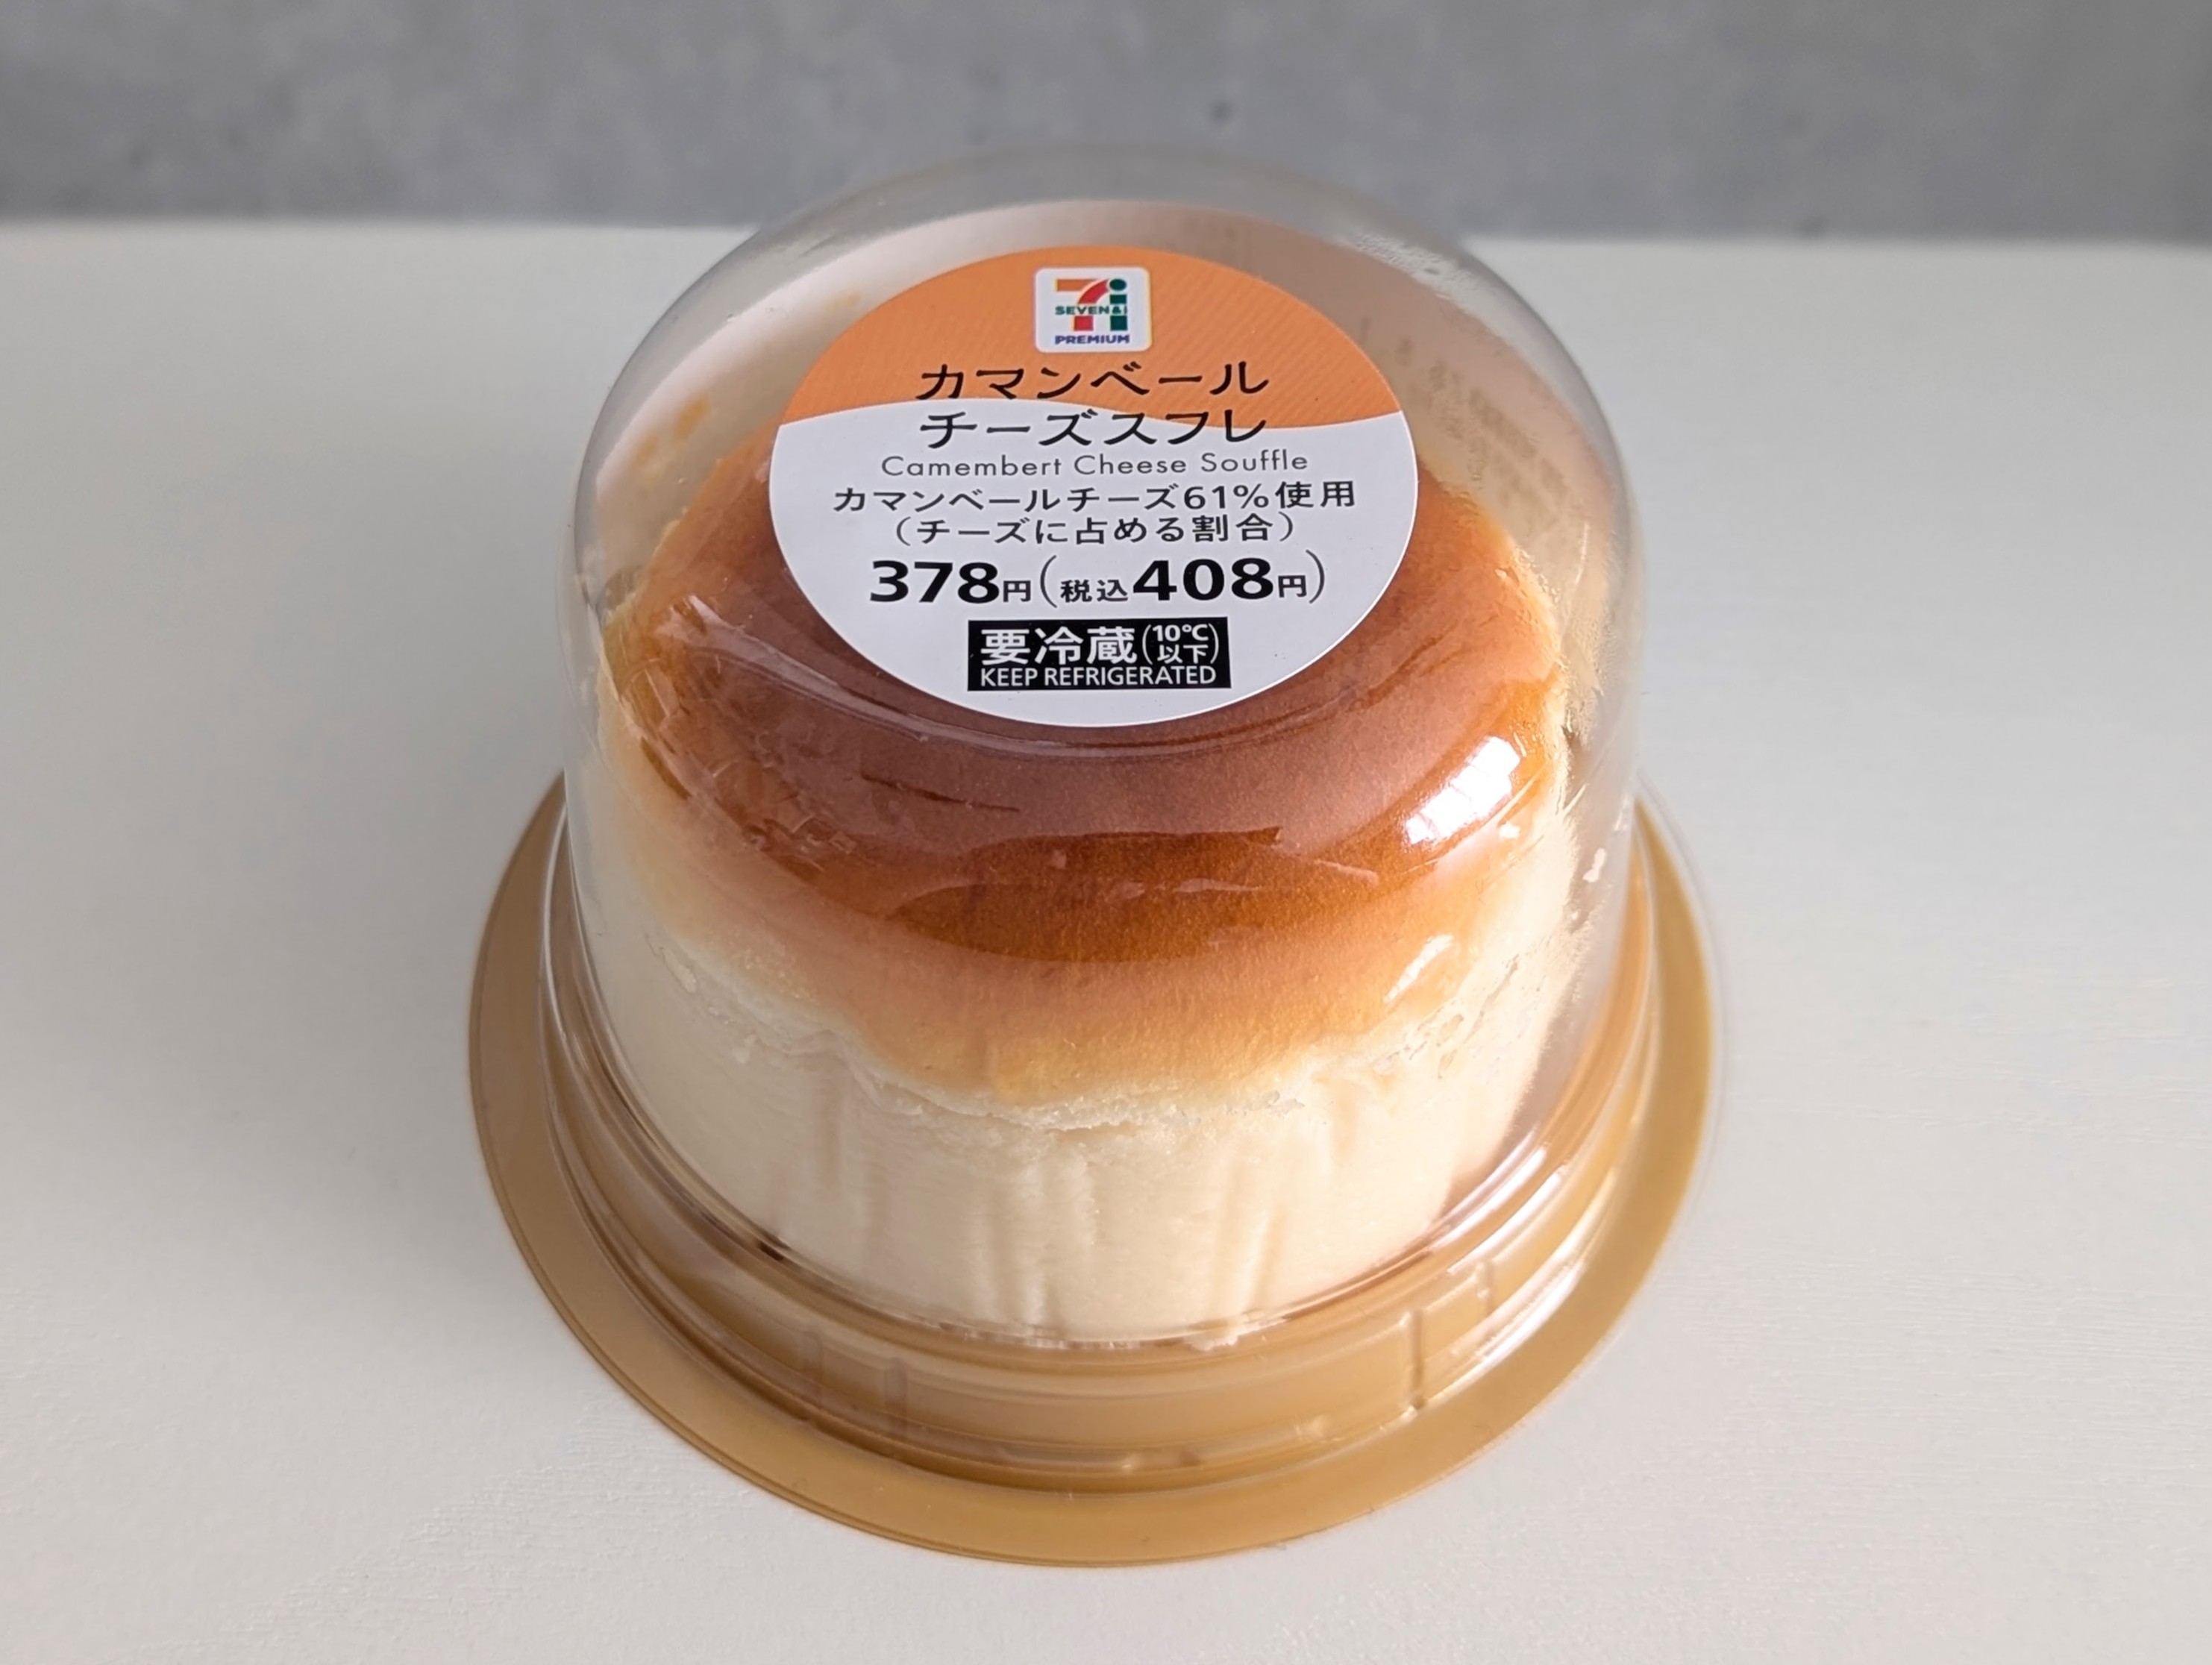 SEVEN&i
PREMIUM
カマンベール
チーズスフレ
Camembert Cheese Souffle
カマンベールチーズ61%使用
（チーズに占める割合）
378円（税込408円）
要冷蔵（10℃以下）
KEEP REFRIGERATED